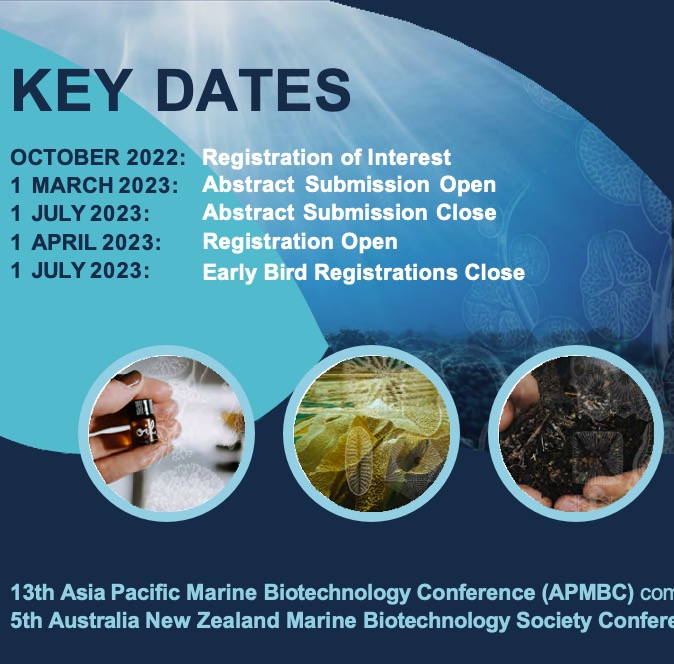 KEY DATES
OCTOBER 2022: Registration of Interest
1 MARCH 2023: Abstract Submission Open
1 JULY 2023: Abstract Submission Close
1 APRIL 2023: Registration Open
1 JULY 2023: Early Bird Registrations Close
13th Asia Pacific Marine Biotechnology Conference (APMBC)
5th Australia New Zealand Marine Biotechnology Society